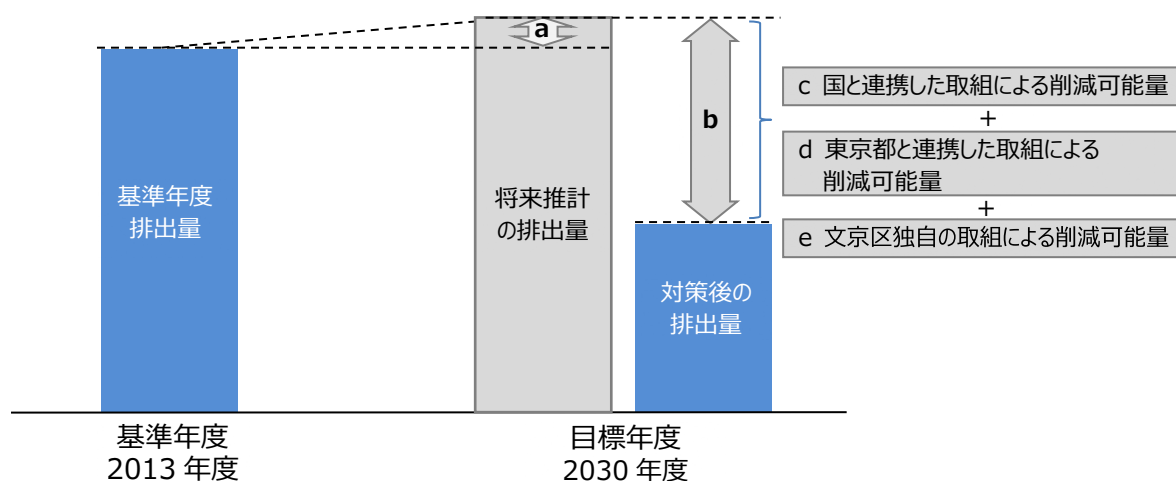 a
b
c 国と連携した取組による削減可能量
+
d 東京都と連携した取組による
削減可能量
+
e 文京区独自の取組による削減可能量
基準年度
排出量
将来推計
の排出量
対策後の
排出量
基準年度
2013 年度
目標年度
2030 年度